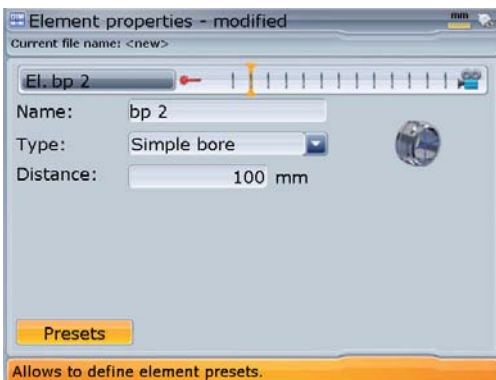 Element properties - modified
mm
Current file name: <new>
El. bp 2
Name: bp 2
Type: Simple bore
Distance: 100 mm
Presets
Allows to define element presets.